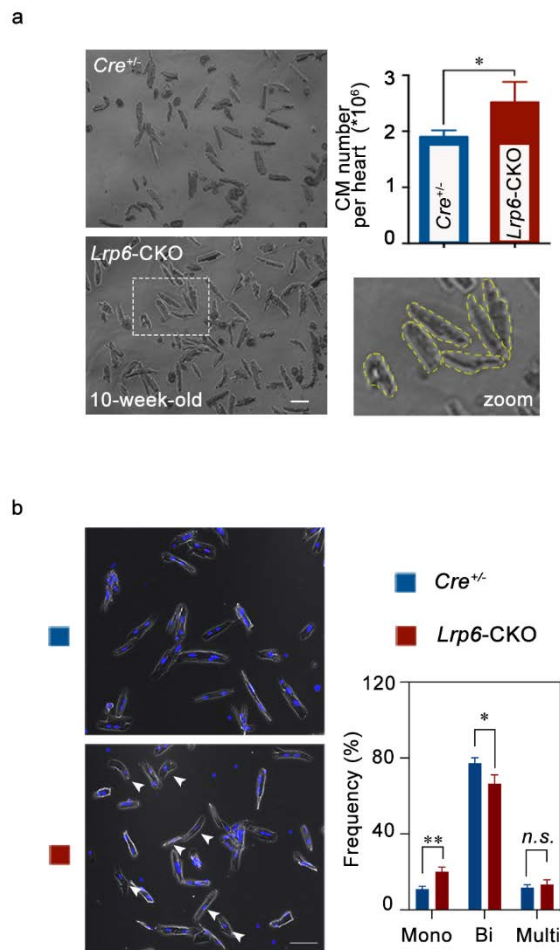 a
Cre+/-
Lrp6-CKO
10-week-old
CM number
per heart (*10⁶)
3
2
1
*
Cre+/-
Lrp6-CKO
zoom
b
Cre+/-
Lrp6-CKO
Frequency (%)
120
80
40
0
**
*
n.s.
Mono Bi Multi